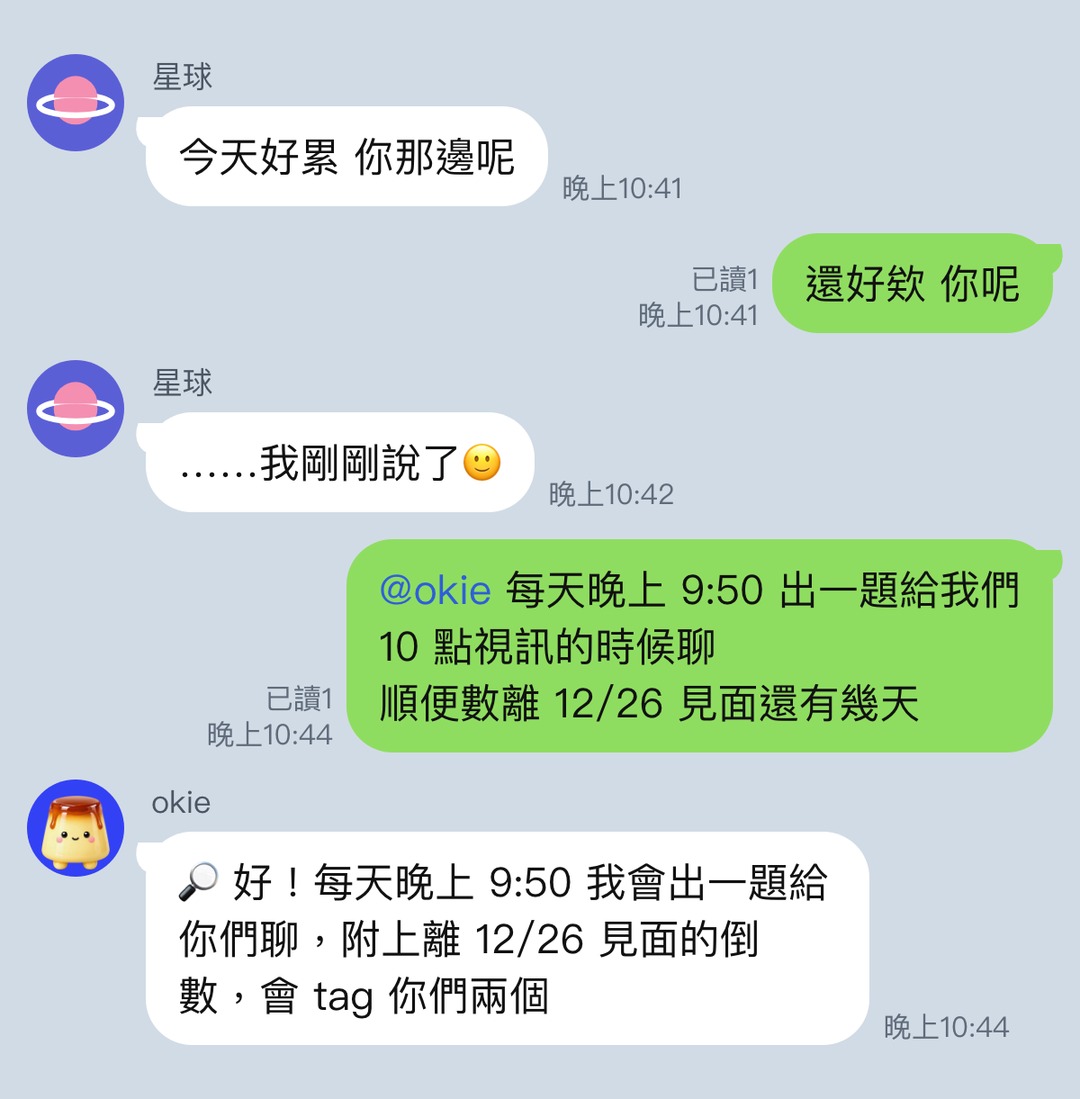 星球
今天好累 你那邊呢
晚上10:41
已讀1
晚上10:41
還好欸 你呢
星球
……我剛剛說了🙂
晚上10:42
@okie 每天晚上 9:50 出一題給我們
10 點視訊的時候聊
順便數離 12/26 見面還有幾天
已讀1
晚上10:44
okie
🔎 好！每天晚上 9:50 我會出一題給
你們聊，附上離 12/26 見面的倒
數，會 tag 你們兩個
晚上10:44